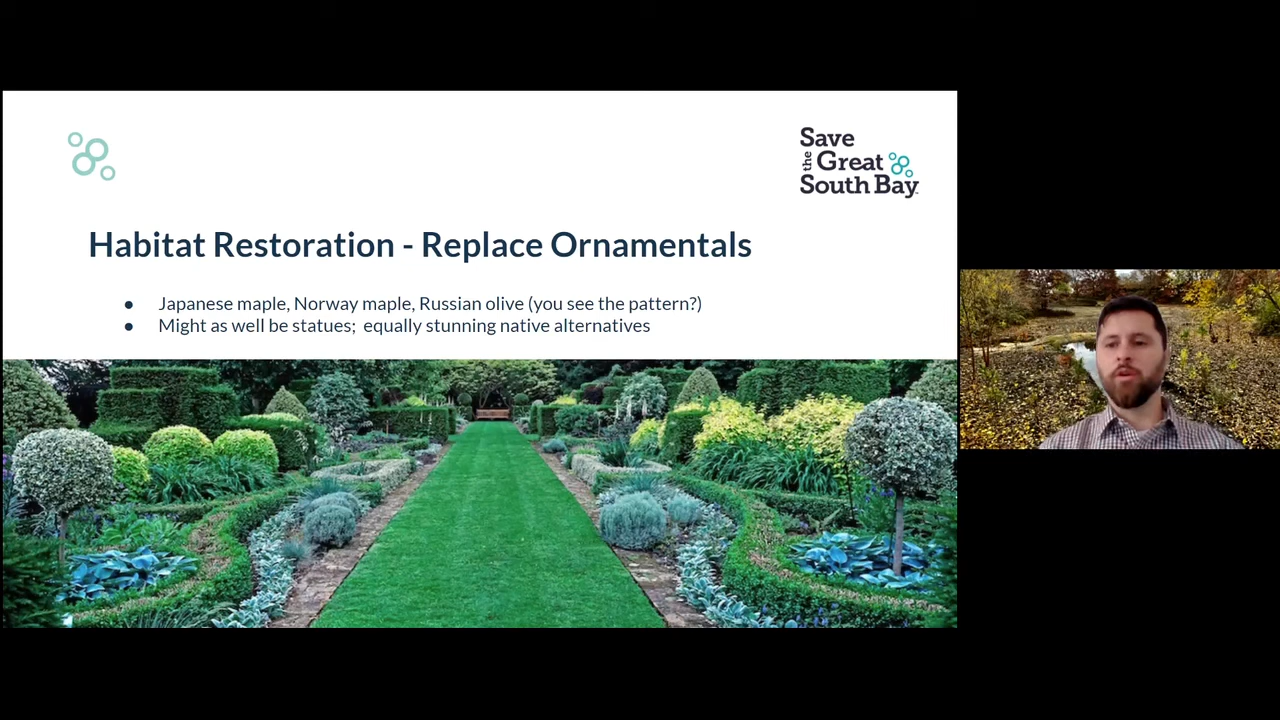 Save
the Great
South Bay
Habitat Restoration - Replace Ornamentals
● Japanese maple, Norway maple, Russian olive (you see the pattern?)
● Might as well be statues; equally stunning native alternatives